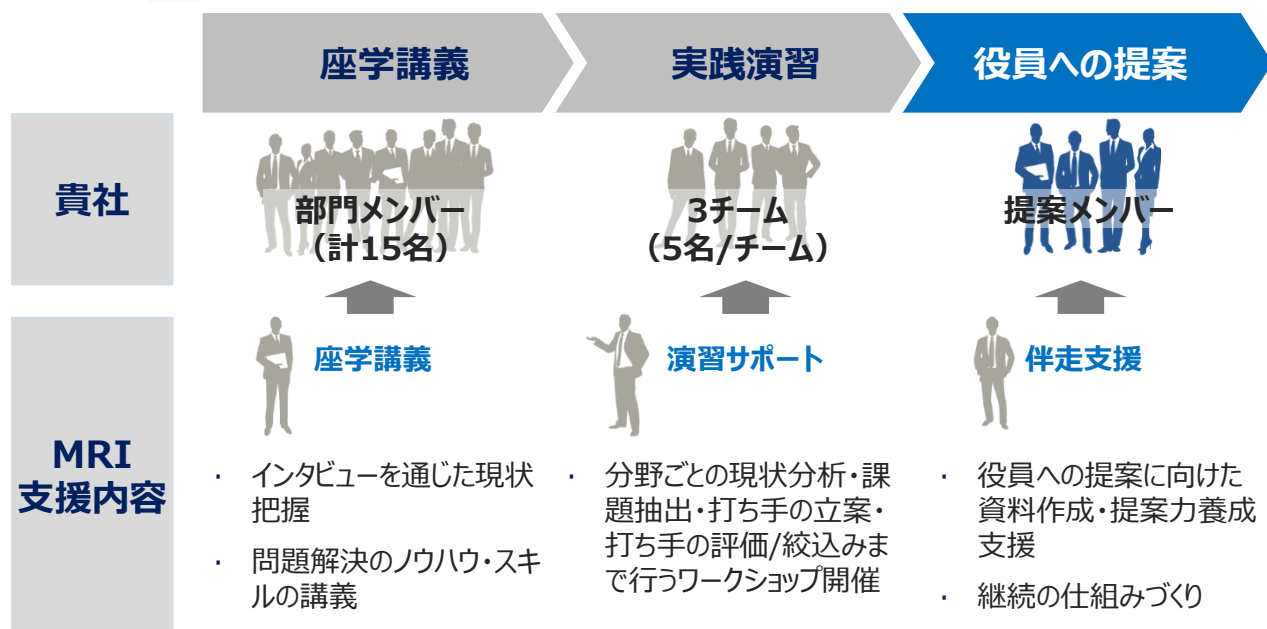 座学講義
実践演習
役員への提案
貴社
部門メンバー
（計15名）
3チーム
（5名/チーム）
提案メンバー
MRI
支援内容
座学講義
・ インタビューを通じた現状
把握
・ 問題解決のノウハウ・スキ
ルの講義
演習サポート
・ 分野ごとの現状分析・課
題抽出・打ち手の立案・
打ち手の評価/絞込みま
で行うワークショップ開催
伴走支援
・ 役員への提案に向けた
資料作成・提案力養成
支援
・ 継続の仕組みづくり